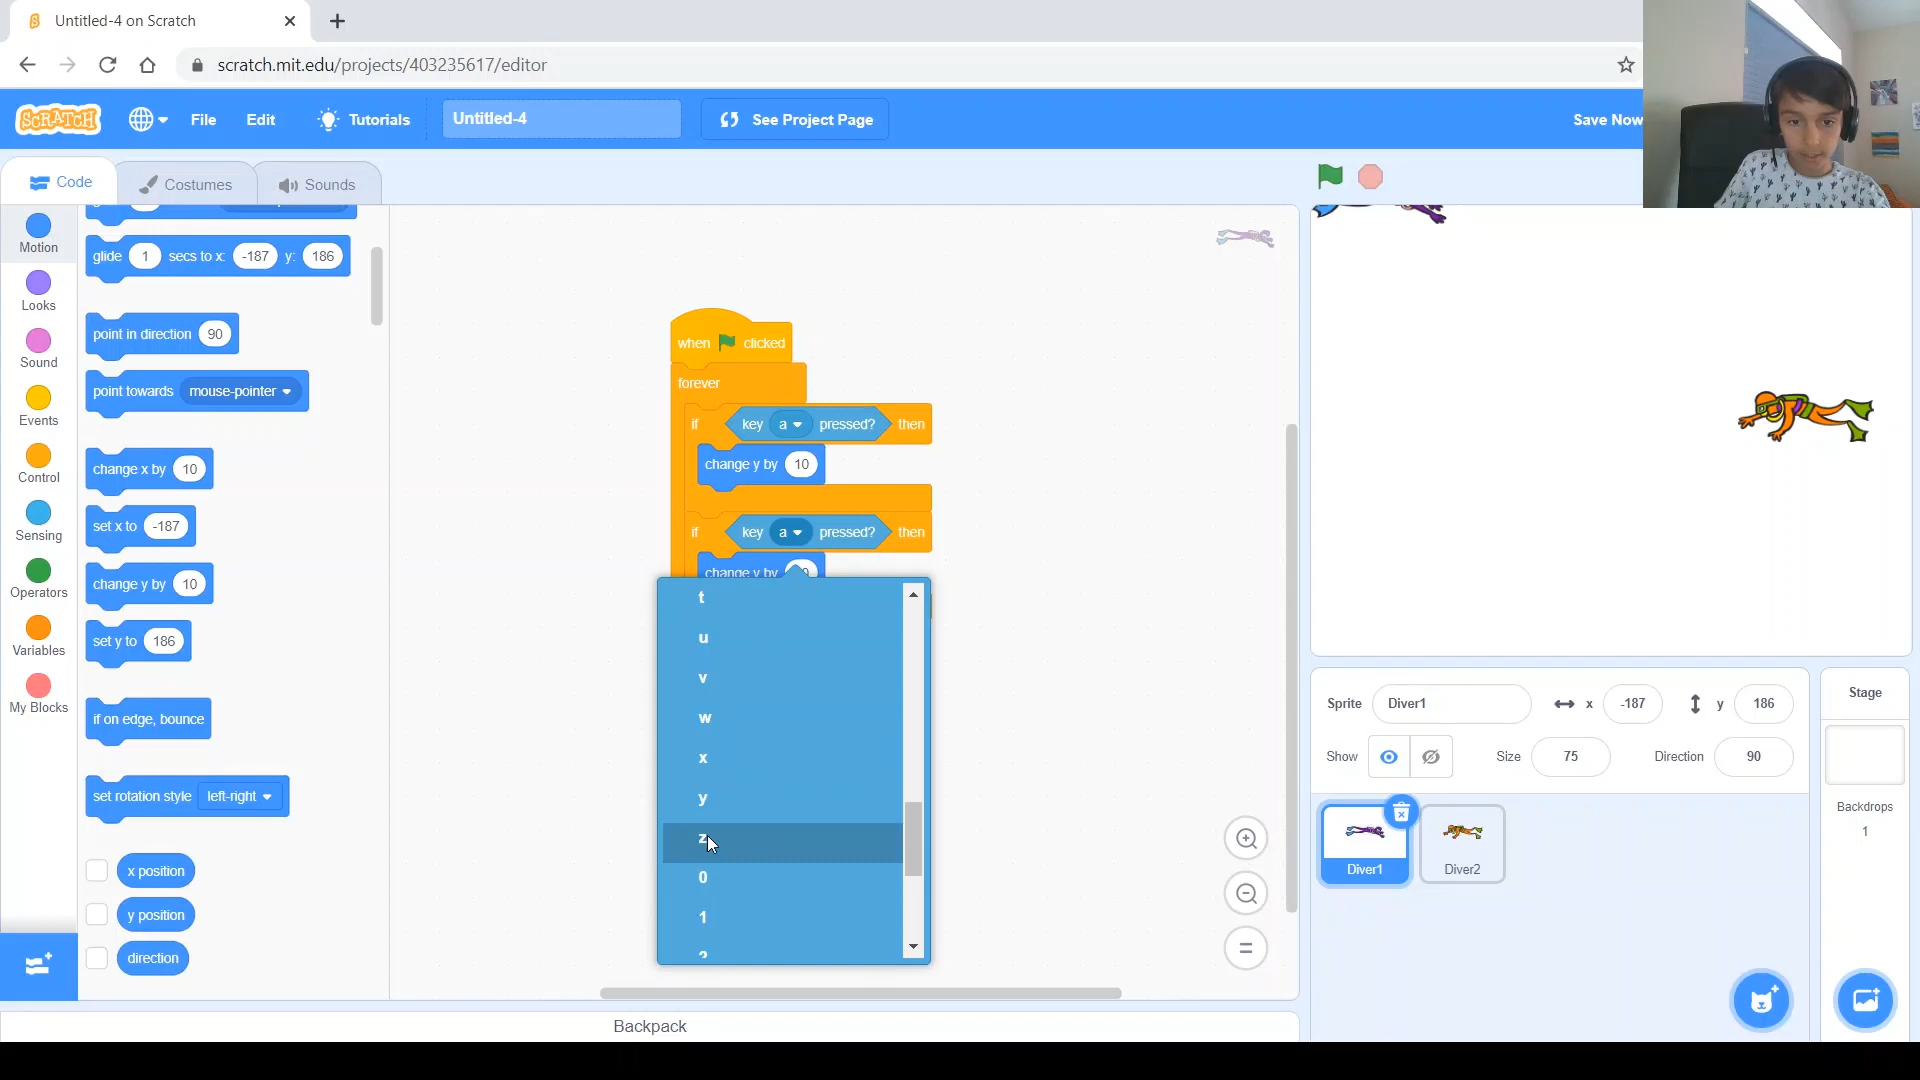 Untitled-4 on Scratch
scratch.mit.edu/projects/403235617/editor
SCRATCH
File
Edit
Tutorials
Untitled-4
See Project Page
Save Now
Code
Costumes
Sounds
Motion
Looks
Sound
Events
Control
Sensing
Operators
Variables
My Blocks
glide 1 secs to x: -187 y: 186
point in direction 90
point towards mouse-pointer
change x by 10
set x to -187
change y by 10
set y to 186
if on edge, bounce
set rotation style left-right
x position
y position
direction
when clicked
forever
if key a pressed? then
change y by 10
if key a pressed? then
change y by
t
u
v
w
x
y
z
0
1
2
Sprite Diver1 x -187 y 186
Show Size 75 Direction 90
Diver1
Diver2
Stage
Backdrops
1
Backpack